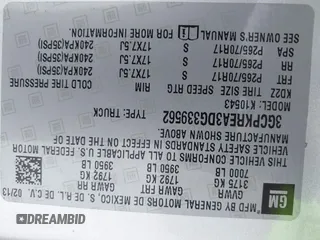 MFG BY GENERAL MOTORS DE MEXICO, S. DE R.L. DE C.V. 02/13
GVWR GAWR FRT GAWR RR
3175 KG 1792 KG 1792 KG
7000 LB 3950 LB 3950 LB
THIS VEHICLE CONFORMS TO ALL APPLICABLE U.S. FEDERAL MOTOR
VEHICLE SAFETY STANDARDS IN EFFECT ON THE DATE OF
MANUFACTURE SHOWN ABOVE.
TYPE: TRUCK
MODEL: K10543
TIRE SIZE SPEED RTG RIM COLD TIRE PRESSURE
FRT P265/70R17 S 17X7.5J 240KPA(35PSI)
RR P265/70R17 S 17X7.5J 240KPA(35PSI)
SPA P265/70R17 S 17X7.5J 240KPA(35PSI)
SEE OWNER'S MANUAL FOR MORE INFORMATION.
GM
DREAMBID